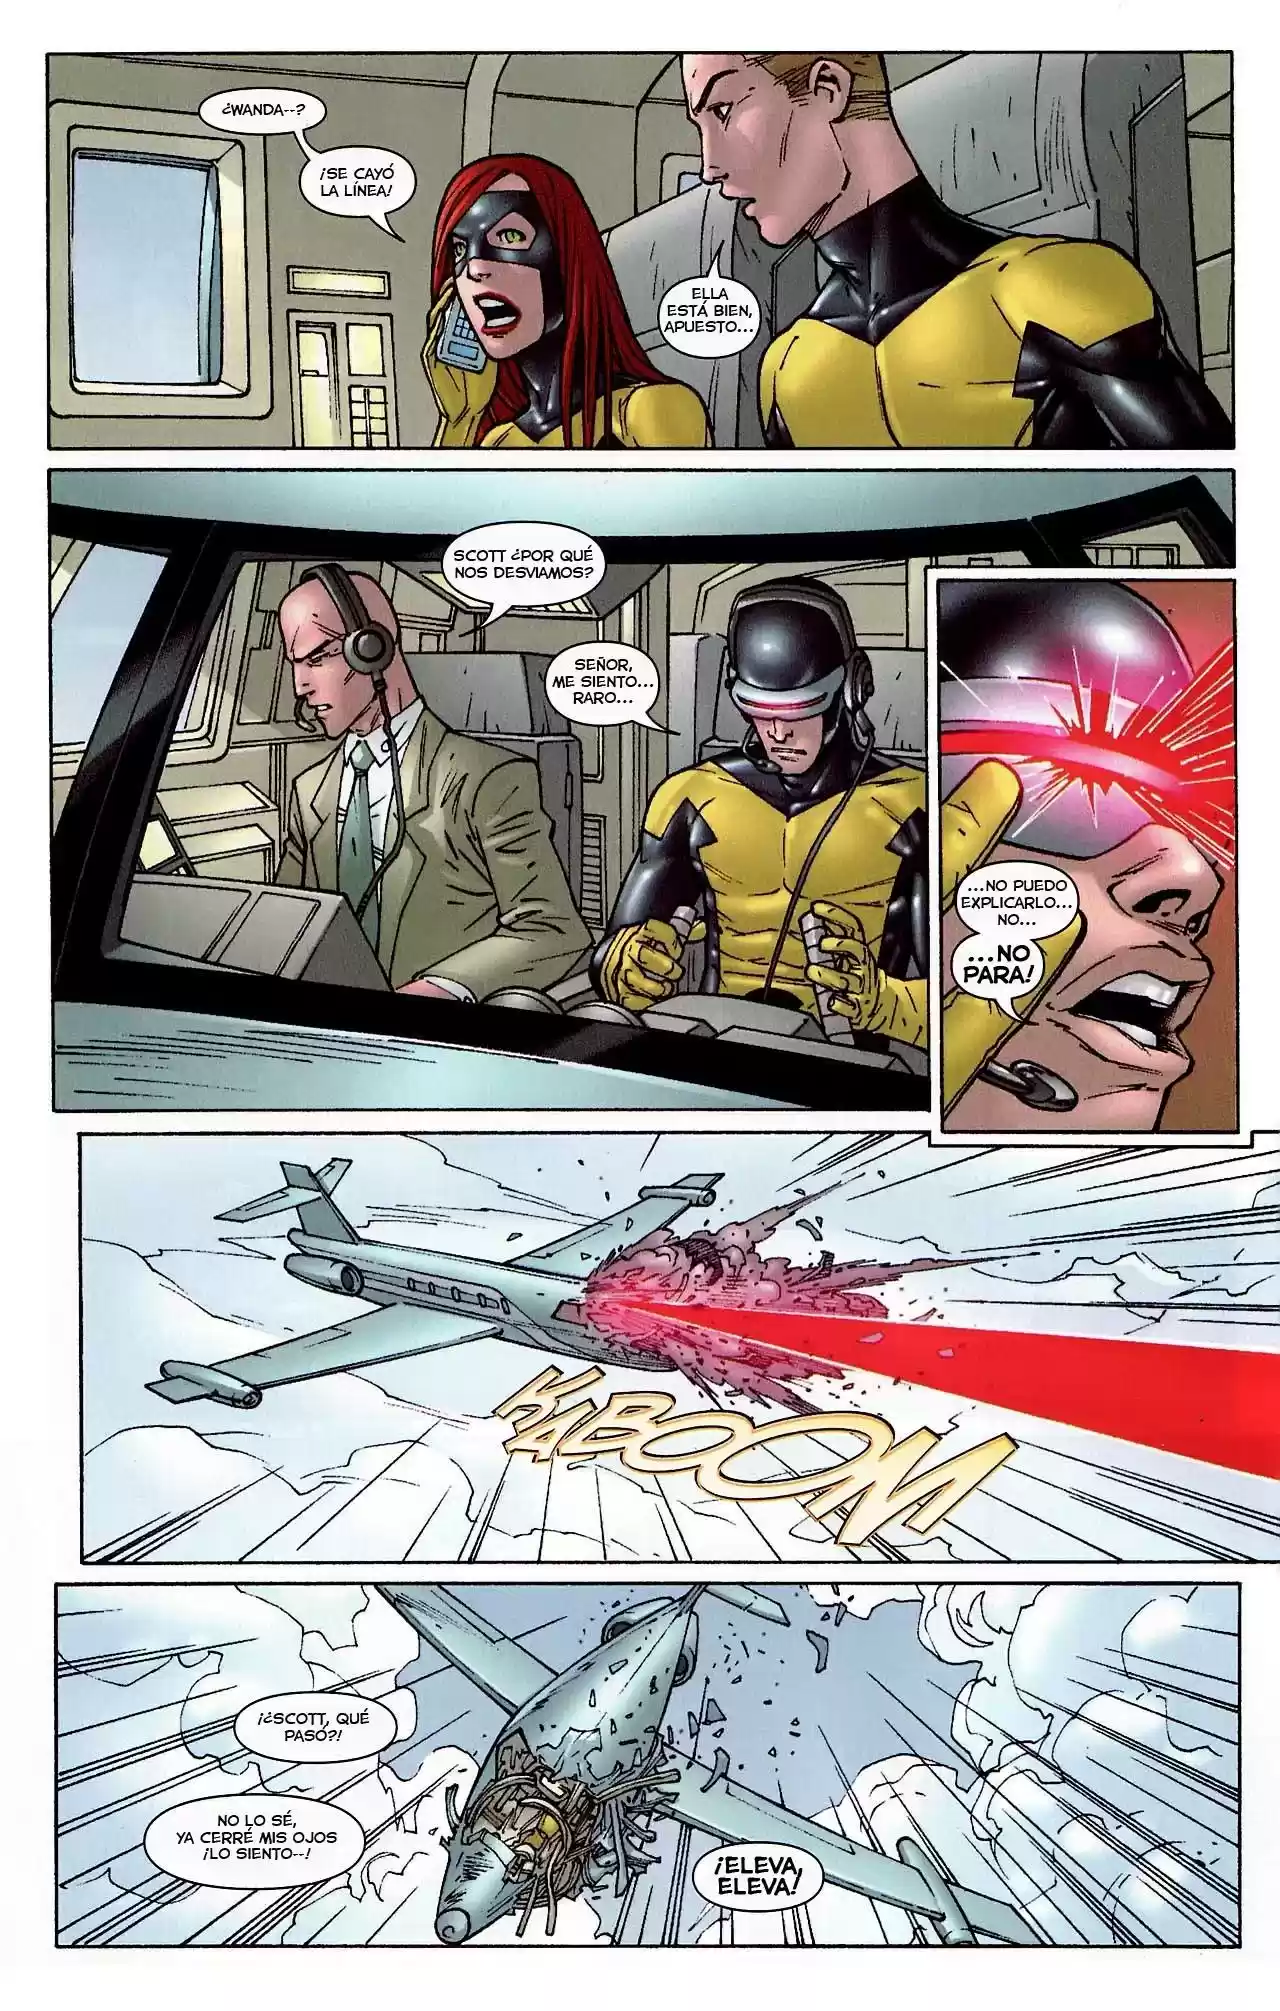 ¿WANDA--?
¡SE CAYÓ
LA LÍNEA!
ELLA
ESTÁ BIEN,
APUESTO...
SCOTT ¿POR QUÉ
NOS DESVIAMOS?
SEÑOR,
ME SIENTO...
RARO...
...NO PUEDO
EXPLICARLO...
NO...
...NO
PARA!
KABOOM
¡¿SCOTT, QUÉ
PASÓ?!
NO LO SÉ,
YA CERRÉ MIS OJOS
¡LO SIENTO--!
¡ELEVA,
ELEVA!